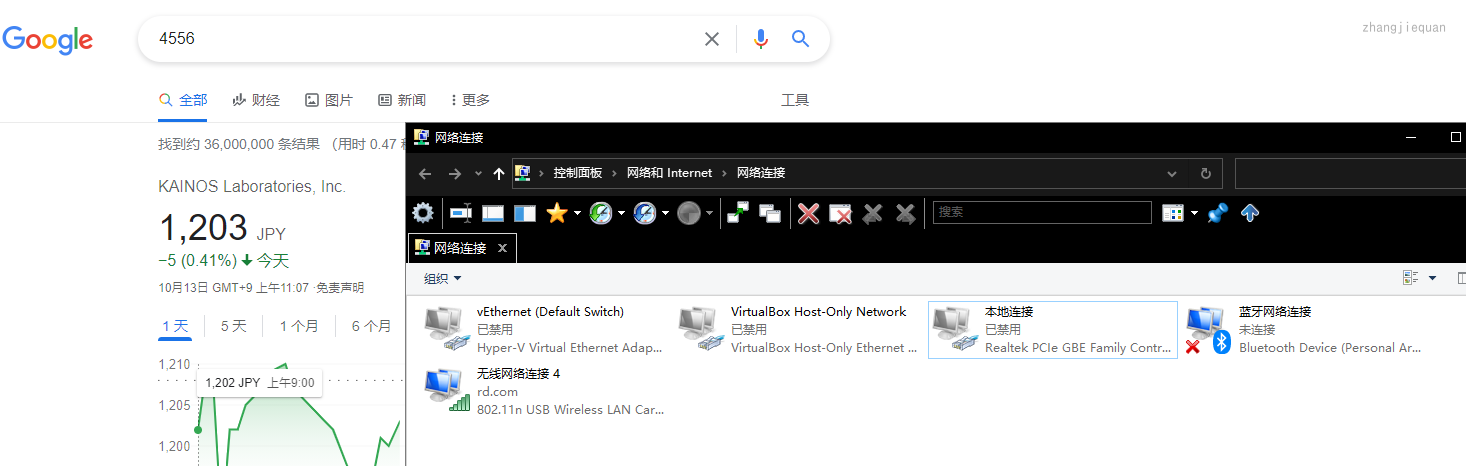 Google
4556
zhangjiequan
全部
财经
图片
新闻
更多
工具
找到约 36,000,000 条结果 （用时 0.47
KAINOS Laboratories, Inc.
1,203 JPY
−5 (0.41%) 今天
10月13日 GMT+9 上午11:07 ·免责声明
1 天
5 天
1 个月
6 个月
1,210
1,202 JPY 上午9:00
1,205
1,200
网络连接
控制面板 › 网络和 Internet › 网络连接
搜索
网络连接
组织
vEthernet (Default Switch)
已禁用
Hyper-V Virtual Ethernet Adap...
VirtualBox Host-Only Network
已禁用
VirtualBox Host-Only Ethernet ...
本地连接
已禁用
Realtek PCIe GBE Family Contr...
蓝牙网络连接
未连接
Bluetooth Device (Personal Ar...
无线网络连接 4
rd.com
802.11n USB Wireless LAN Car...